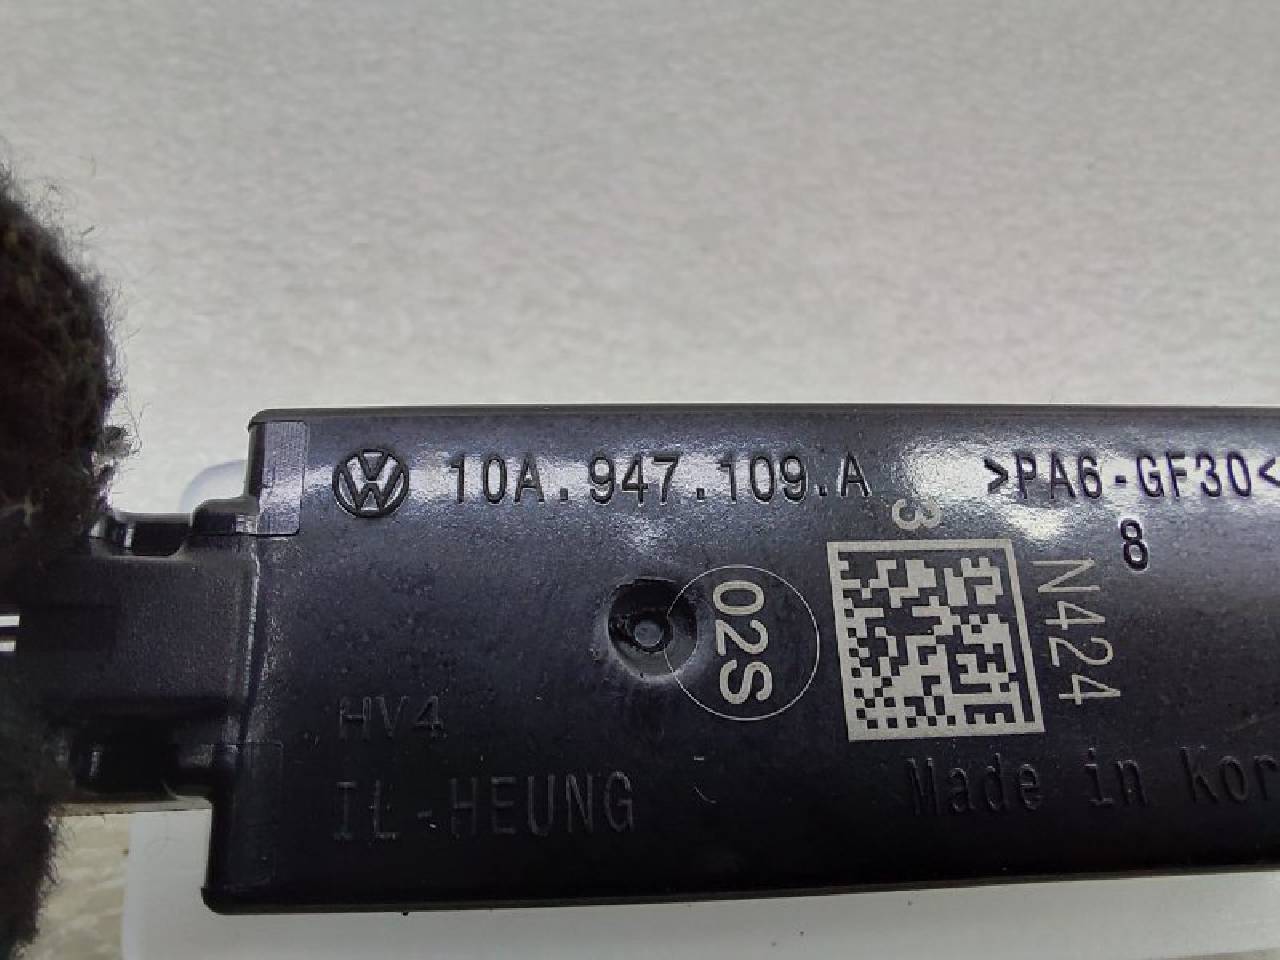 10A.947.109.A
>PA6-GF30<
8
3
N424
02S
HV4
IL-HEUNG
Made in Kor